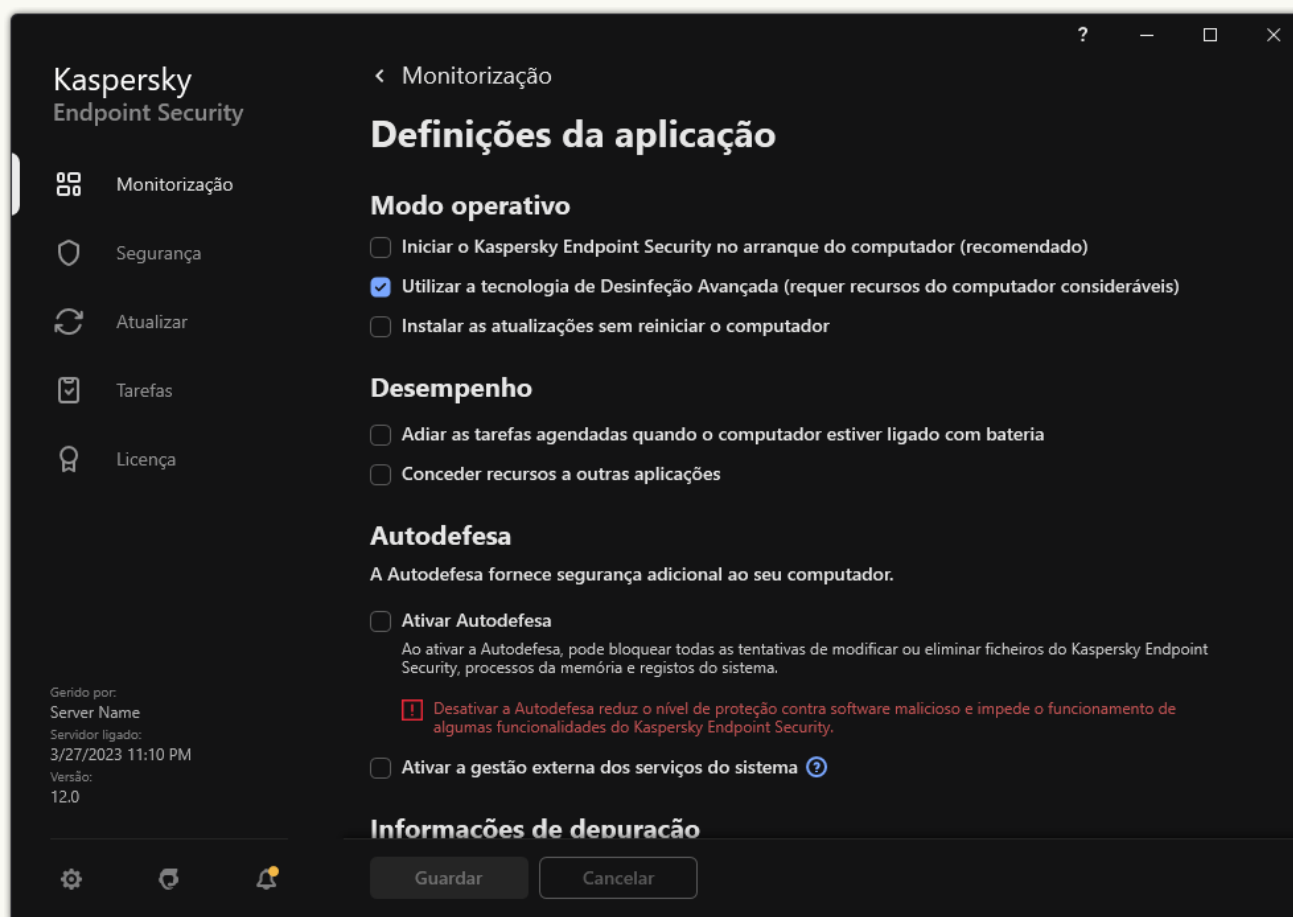 ?
Kaspersky
Endpoint Security
Monitorização
Segurança
Atualizar
Tarefas
Licença
Gerido por:
Server Name
Servidor ligado:
3/27/2023 11:10 PM
Versão:
12.0
Monitorização
Definições da aplicação
Modo operativo
Iniciar o Kaspersky Endpoint Security no arranque do computador (recomendado)
Utilizar a tecnologia de Desinfeção Avançada (requer recursos do computador consideráveis)
Instalar as atualizações sem reiniciar o computador
Desempenho
Adiar as tarefas agendadas quando o computador estiver ligado com bateria
Conceder recursos a outras aplicações
Autodefesa
A Autodefesa fornece segurança adicional ao seu computador.
Ativar Autodefesa
Ao ativar a Autodefesa, pode bloquear todas as tentativas de modificar ou eliminar ficheiros do Kaspersky Endpoint
Security, processos da memória e registos do sistema.
Desativar a Autodefesa reduz o nível de proteção contra software malicioso e impede o funcionamento de
algumas funcionalidades do Kaspersky Endpoint Security.
Ativar a gestão externa dos serviços do sistema ?
Informações de depuração
Guardar
Cancelar